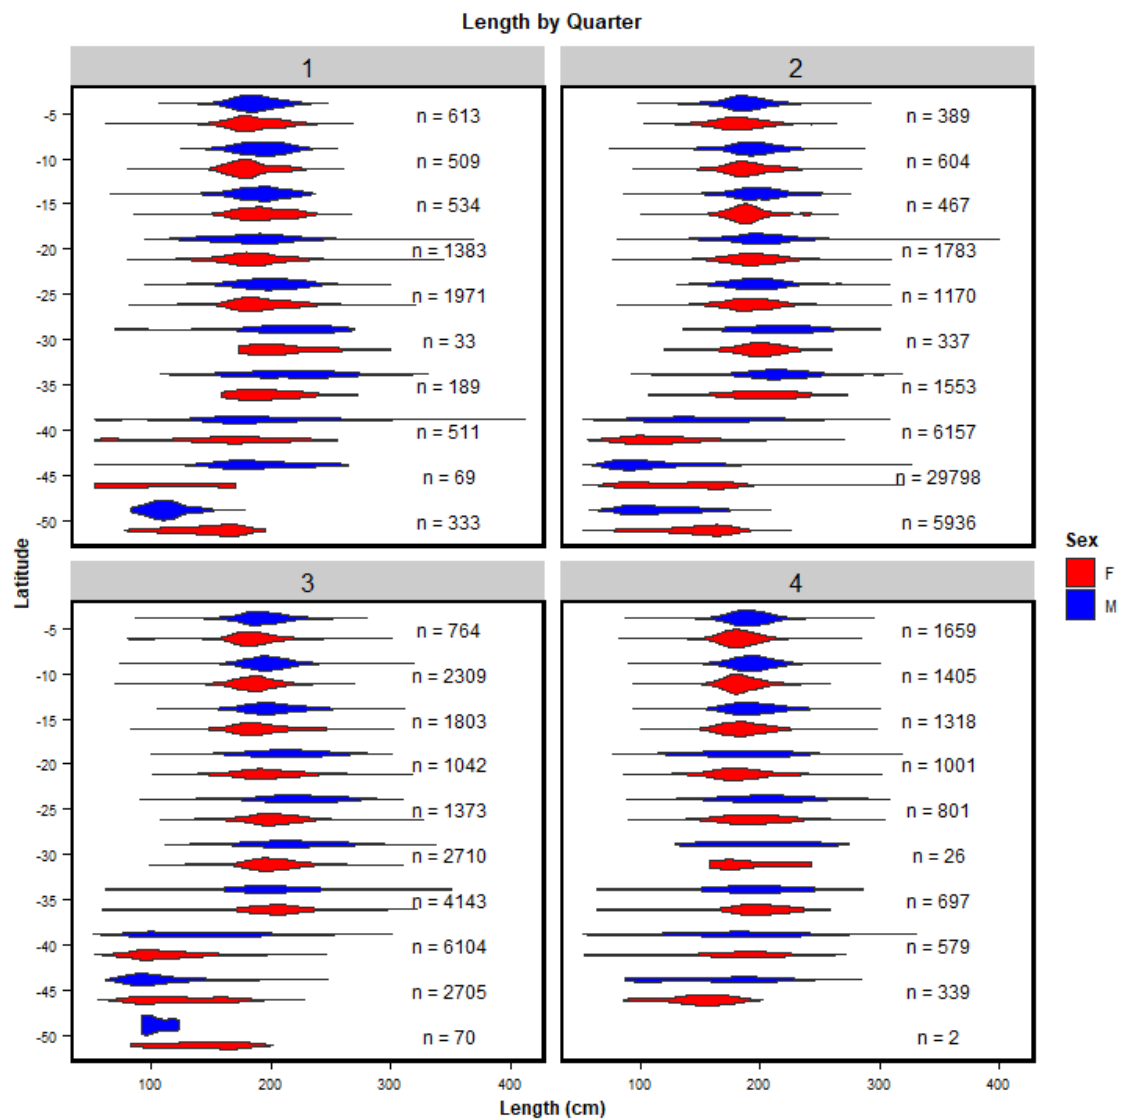 Length by Quarter
1
2
-5
-10
-15
-20
-25
-30
-35
-40
-45
-50
n = 613
n = 509
n = 534
n = 1383
n = 1971
n = 33
n = 189
n = 511
n = 69
n = 333
n = 389
n = 604
n = 467
n = 1783
n = 1170
n = 337
n = 1553
n = 6157
n = 29798
n = 5936
3
4
-5
-10
-15
-20
-25
-30
-35
-40
-45
-50
n = 764
n = 2309
n = 1803
n = 1042
n = 1373
n = 2710
n = 4143
n = 6104
n = 2705
n = 70
n = 1659
n = 1405
n = 1318
n = 1001
n = 801
n = 26
n = 697
n = 579
n = 339
n = 2
100 200 300 400
100 200 300 400
Length (cm)
Latitude
Sex
F
M